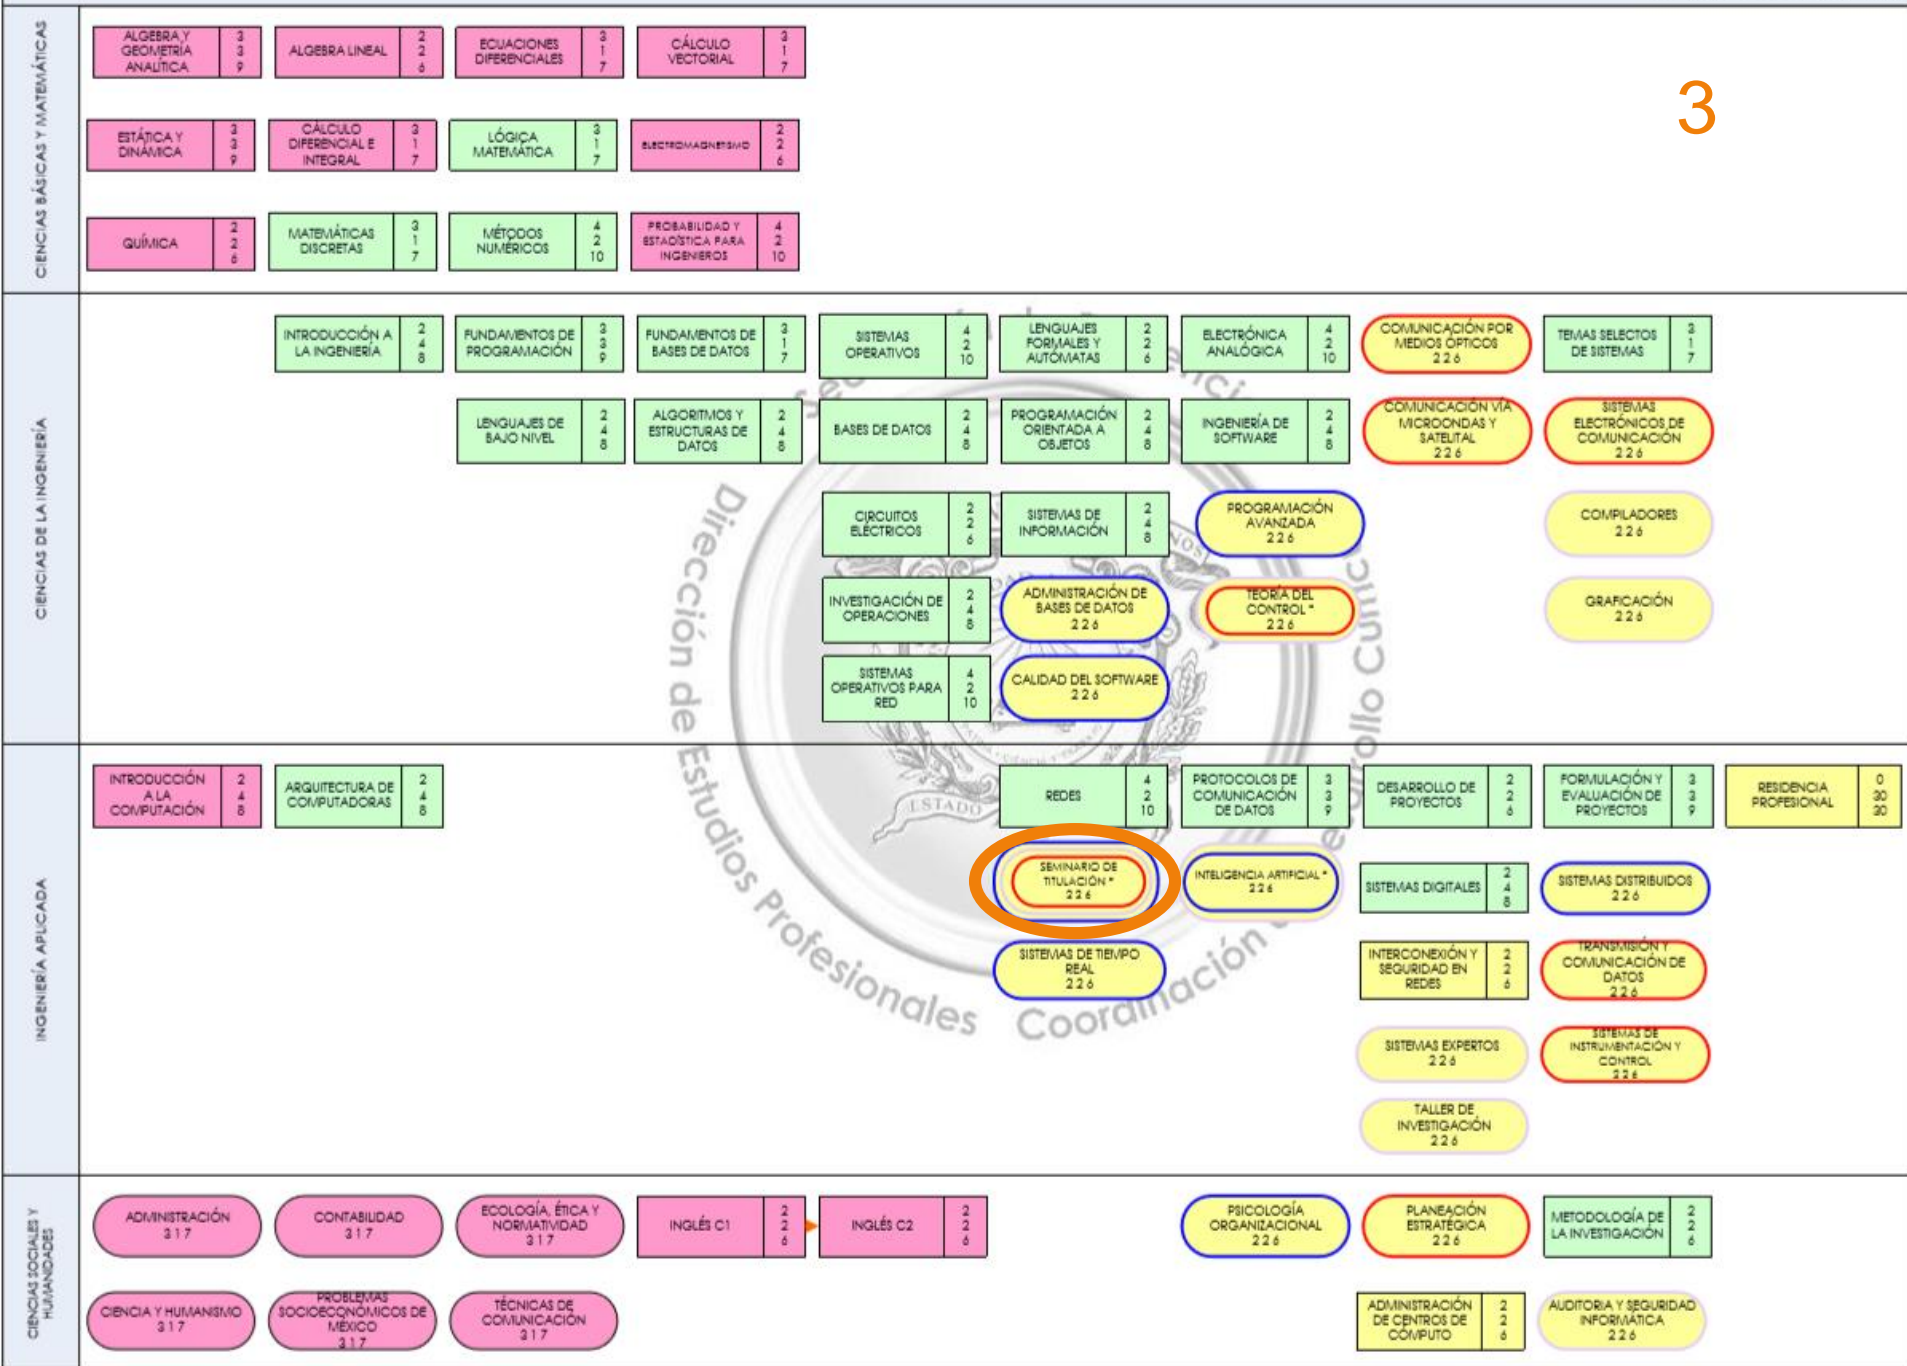 3
CIENCIAS BÁSICAS Y MATEMÁTICAS
ALGEBRA Y
GEOMETRÍA
ANALÍTICA
3
3
9
ALGEBRA LINEAL
2
2
6
ECUACIONES
DIFERENCIALES
3
1
7
CÁLCULO
VECTORIAL
3
1
7
ESTÁTICA Y
DINÁMICA
3
3
9
CÁLCULO
DIFERENCIAL E
INTEGRAL
3
1
7
LÓGICA
MATEMÁTICA
3
1
7
ELECTROMAGNETISMO
2
2
6
QUÍMICA
2
2
6
MATEMÁTICAS
DISCRETAS
3
1
7
MÉTODOS
NUMÉRICOS
4
2
10
PROBABILIDAD Y
ESTADÍSTICA PARA
INGENIEROS
4
2
10
CIENCIAS DE LA INGENIERÍA
INTRODUCCIÓN A
LA INGENIERÍA
2
4
8
FUNDAMENTOS DE
PROGRAMACIÓN
3
3
9
FUNDAMENTOS DE
BASES DE DATOS
3
1
7
SISTEMAS
OPERATIVOS
4
2
10
LENGUAJES
FORMALES Y
AUTÓMATAS
2
2
6
ELECTRÓNICA
ANALÓGICA
4
2
10
COMUNICACIÓN POR
MEDIOS ÓPTICOS
2 2 6
TEMAS SELECTOS
DE SISTEMAS
3
1
7
LENGUAJES DE
BAJO NIVEL
2
4
8
ALGORITMOS Y
ESTRUCTURAS DE
DATOS
2
4
8
BASES DE DATOS
2
4
8
PROGRAMACIÓN
ORIENTADA A
OBJETOS
2
4
8
INGENIERÍA DE
SOFTWARE
2
4
8
COMUNICACIÓN VÍA
MICROONDAS Y
SATELITAL
2 2 6
SISTEMAS
ELECTRÓNICOS DE
COMUNICACIÓN
2 2 6
CIRCUITOS
ELÉCTRICOS
2
2
6
SISTEMAS DE
INFORMACIÓN
2
4
8
PROGRAMACIÓN
AVANZADA
2 2 6
COMPILADORES
2 2 6
INVESTIGACIÓN DE
OPERACIONES
2
4
8
ADMINISTRACIÓN DE
BASES DE DATOS
2 2 6
TEORÍA DEL
CONTROL *
2 2 6
GRAFICACIÓN
2 2 6
SISTEMAS
OPERATIVOS PARA
RED
4
2
10
CALIDAD DEL SOFTWARE
2 2 6
INGENIERÍA APLICADA
INTRODUCCIÓN
A LA
COMPUTACIÓN
2
4
8
ARQUITECTURA DE
COMPUTADORAS
2
4
8
REDES
4
2
10
PROTOCOLOS DE
COMUNICACIÓN
DE DATOS
3
3
9
DESARROLLO DE
PROYECTOS
2
2
6
FORMULACIÓN Y
EVALUACIÓN DE
PROYECTOS
3
3
9
RESIDENCIA
PROFESIONAL
0
30
30
SEMINARIO DE
TITULACIÓN *
2 2 6
INTELIGENCIA ARTIFICIAL *
2 2 6
SISTEMAS DIGITALES
2
4
8
SISTEMAS DISTRIBUIDOS
2 2 6
SISTEMAS DE TIEMPO
REAL
2 2 6
INTERCONEXIÓN Y
SEGURIDAD EN
REDES
2
2
6
TRANSMISIÓN Y
COMUNICACIÓN DE
DATOS
2 2 6
SISTEMAS EXPERTOS
2 2 6
SISTEMAS DE
INSTRUMENTACIÓN Y
CONTROL
2 2 6
TALLER DE
INVESTIGACIÓN
2 2 6
CIENCIAS SOCIALES Y
HUMANIDADES
ADMINISTRACIÓN
3 1 7
CONTABILIDAD
3 1 7
ECOLOGÍA, ÉTICA Y
NORMATIVIDAD
3 1 7
INGLÉS C1
2
2
6
INGLÉS C2
2
2
6
PSICOLOGÍA
ORGANIZACIONAL
2 2 6
PLANEACIÓN
ESTRATÉGICA
2 2 6
METODOLOGÍA DE
LA INVESTIGACIÓN
2
2
6
CIENCIA Y HUMANISMO
3 1 7
PROBLEMAS
SOCIOECONÓMICOS DE
MÉXICO
3 1 7
TÉCNICAS DE
COMUNICACIÓN
3 1 7
ADMINISTRACIÓN
DE CENTROS DE
CÓMPUTO
2
2
6
AUDITORIA Y SEGURIDAD
INFORMÁTICA
2 2 6
Dirección de Estudios Profesionales
ESTADO